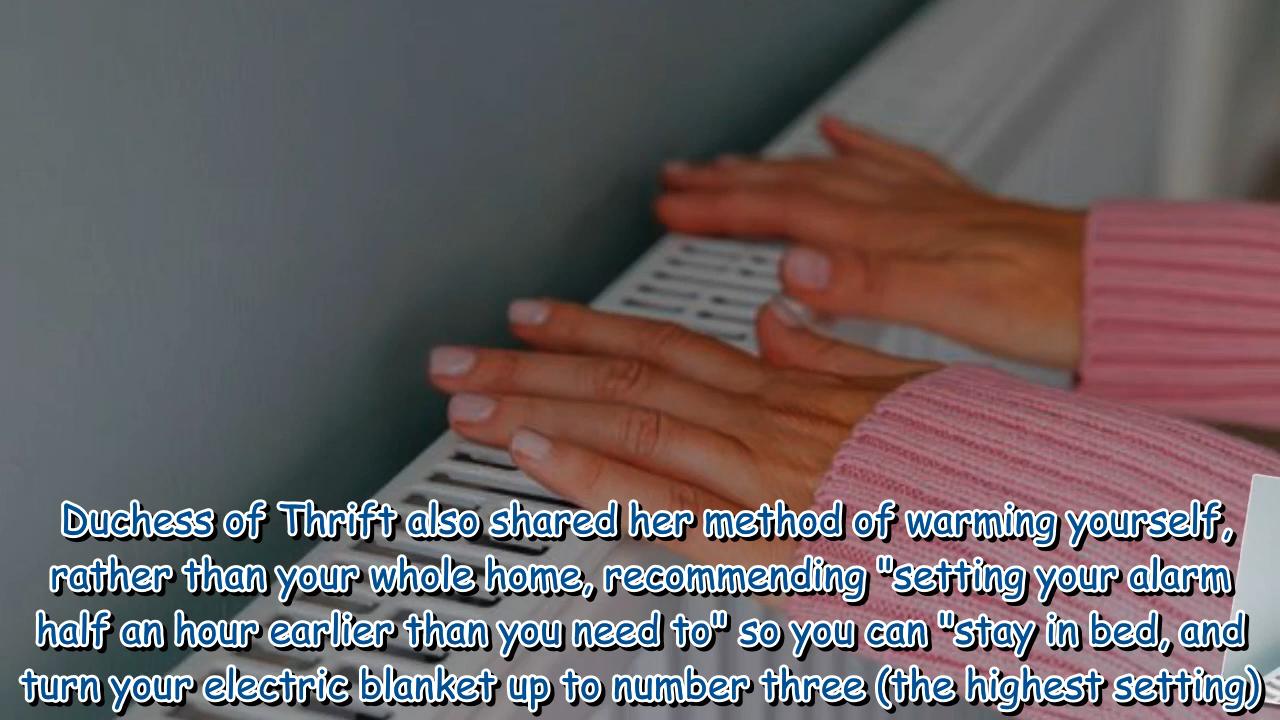 Duchess of Thrift also shared her method of warming yourself,
rather than your whole home, recommending "setting your alarm
half an hour earlier than you need to" so you can "stay in bed, and
turn your electric blanket up to number three (the highest setting)